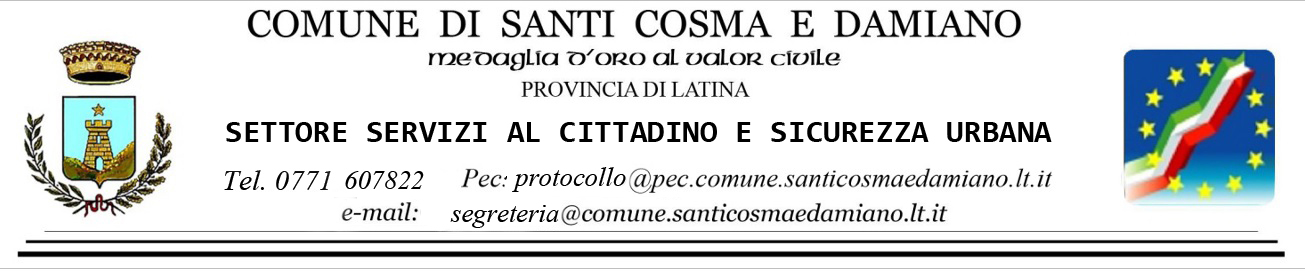 COMUNE DI SANTI COSMA E DAMIANO
medaglia d'oro al valor civile
PROVINCIA DI LATINA
SETTORE SERVIZI AL CITTADINO E SICUREZZA URBANA
Tel. 0771 607822 Pec: protocollo@pec.comune.santicosmaedamiano.lt.it
e-mail: segreteria@comune.santicosmaedamiano.lt.it